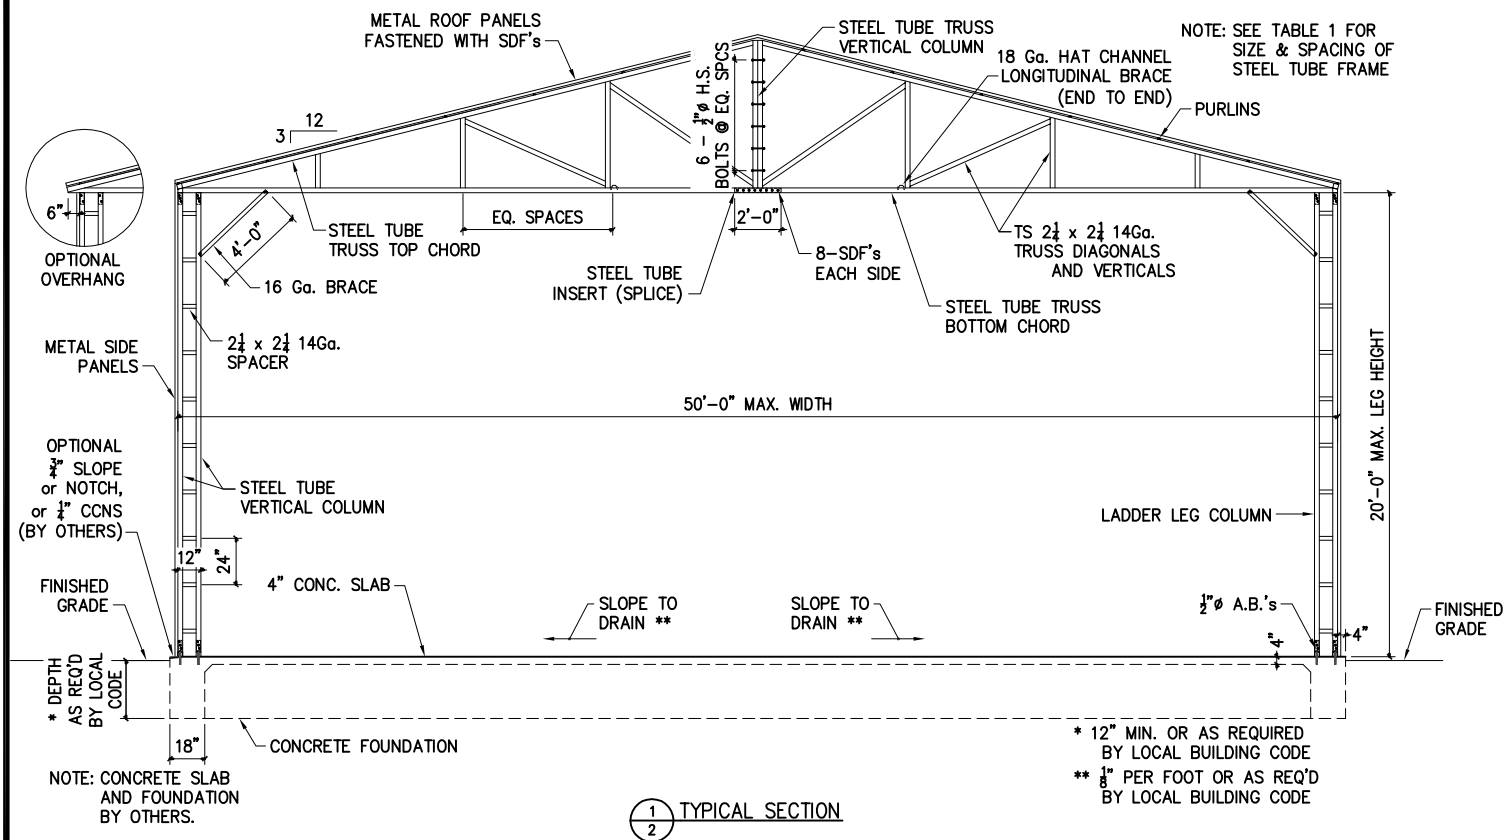 METAL ROOF PANELS
FASTENED WITH SDF's
STEEL TUBE TRUSS
VERTICAL COLUMN
18 Ga. HAT CHANNEL
LONGITUDINAL BRACE
(END TO END)
NOTE: SEE TABLE 1 FOR
SIZE & SPACING OF
STEEL TUBE FRAME
PURLINS
6 - 1/2"ø H.S.
BOLTS @ EQ. SPCS
12
3
6"
OPTIONAL
OVERHANG
4'-0"
STEEL TUBE
TRUSS TOP CHORD
EQ. SPACES
2'-0"
16 Ga. BRACE
STEEL TUBE
INSERT (SPLICE)
8-SDF's
EACH SIDE
TS 2 1/4 x 2 1/4 14Ga.
TRUSS DIAGONALS
AND VERTICALS
STEEL TUBE TRUSS
BOTTOM CHORD
2 1/4 x 2 1/4 14Ga.
SPACER
METAL SIDE
PANELS
50'-0" MAX. WIDTH
20'-0" MAX. LEG HEIGHT
OPTIONAL
3/4" SLOPE
or NOTCH,
or 1/4" CCNS
(BY OTHERS)
STEEL TUBE
VERTICAL COLUMN
LADDER LEG COLUMN
12"
24"
FINISHED
GRADE
4" CONC. SLAB
SLOPE TO
DRAIN **
SLOPE TO
DRAIN **
1/2"ø A.B.'s
4"
4"
FINISHED
GRADE
* DEPTH
AS REQ'D
BY LOCAL
CODE
18"
CONCRETE FOUNDATION
NOTE: CONCRETE SLAB
AND FOUNDATION
BY OTHERS.
* 12" MIN. OR AS REQUIRED
BY LOCAL BUILDING CODE
** 1/8" PER FOOT OR AS REQ'D
BY LOCAL BUILDING CODE
1
2
TYPICAL SECTION